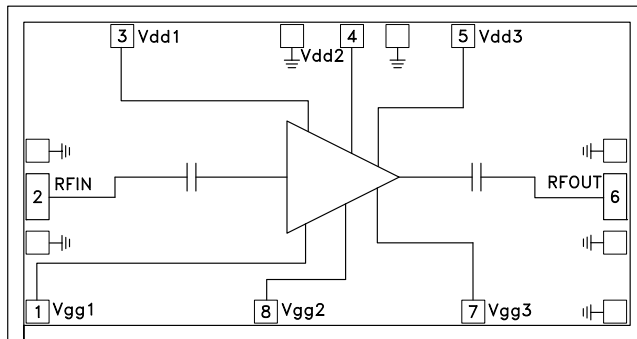 3 Vdd1 Vdd2 4 5 Vdd3
2 RFIN RFOUT 6
1 Vgg1 8 Vgg2 7 Vgg3